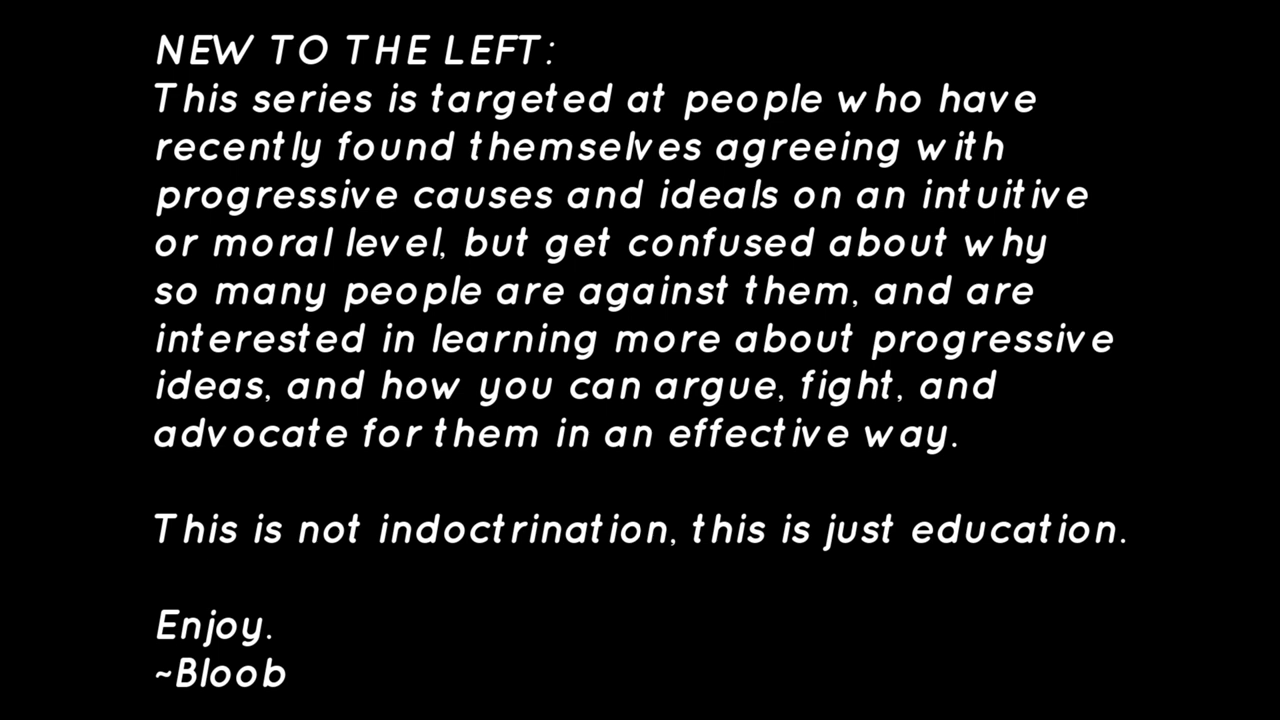 NEW TO THE LEFT:
This series is targeted at people who have
recently found themselves agreeing with
progressive causes and ideals on an intuitive
or moral level, but get confused about why
so many people are against them, and are
interested in learning more about progressive
ideas, and how you can argue, fight, and
advocate for them in an effective way.
This is not indoctrination, this is just education.
Enjoy.
~Bloob